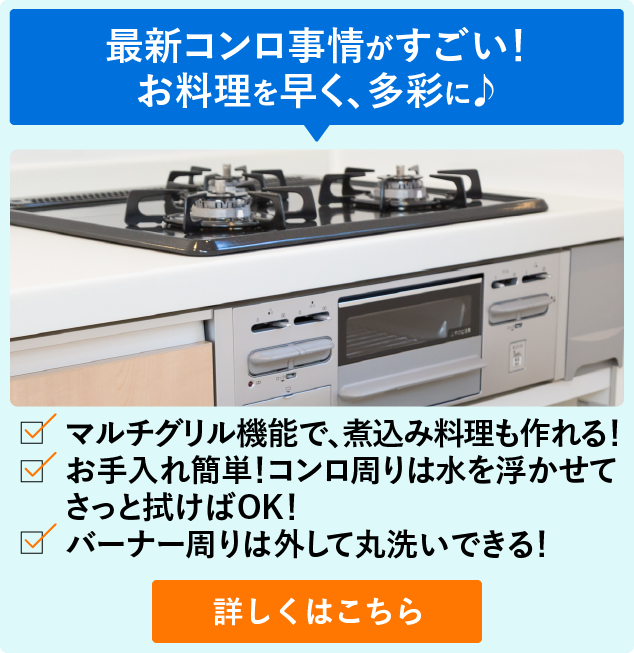 最新コンロ事情がすごい！
お料理を早く、多彩に♪
マルチグリル機能で、煮込み料理も作れる！
お手入れ簡単！コンロ周りは水を浮かせて
さっと拭けばOK！
バーナー周りは外して丸洗いできる！
詳しくはこちら